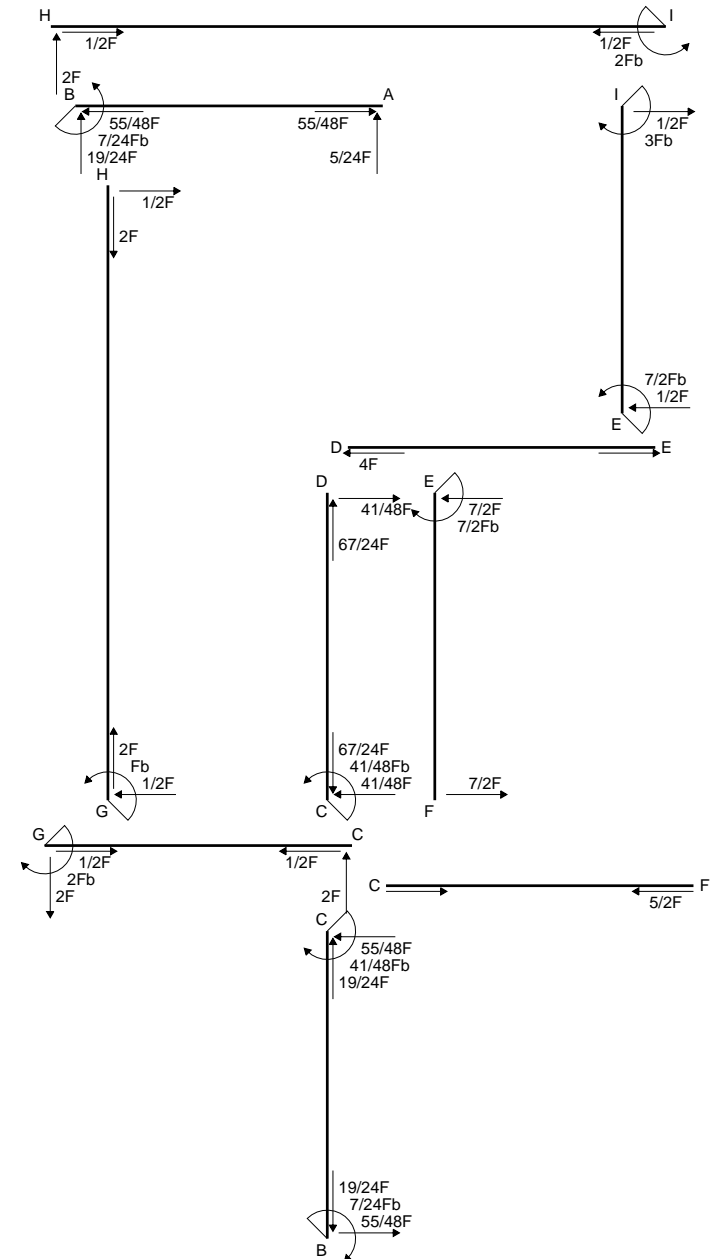 H
I
1/2F
1/2F
2Fb
2F
B
A
55/48F
7/24Fb
19/24F
55/48F
5/24F
I
1/2F
3Fb
H
1/2F
2F
7/2Fb
1/2F
E
D
E
4F
D
41/48F
67/24F
E
7/2F
7/2Fb
2F
Fb
1/2F
G
67/24F
41/48Fb
41/48F
C
7/2F
F
G
C
1/2F
2Fb
2F
1/2F
2F
C
F
5/2F
C
55/48F
41/48Fb
19/24F
19/24F
7/24Fb
55/48F
B